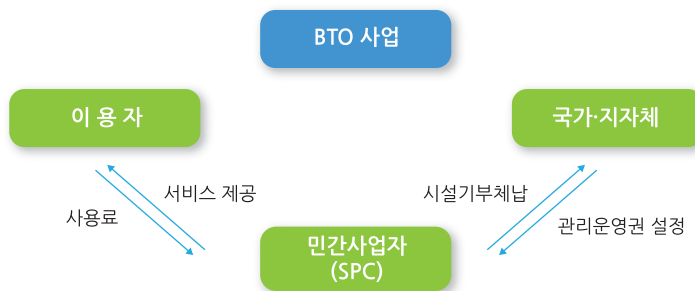 BTO 사업
이 용 자
국가·지자체
서비스 제공
시설기부체납
사용료
관리운영권 설정
민간사업자
(SPC)